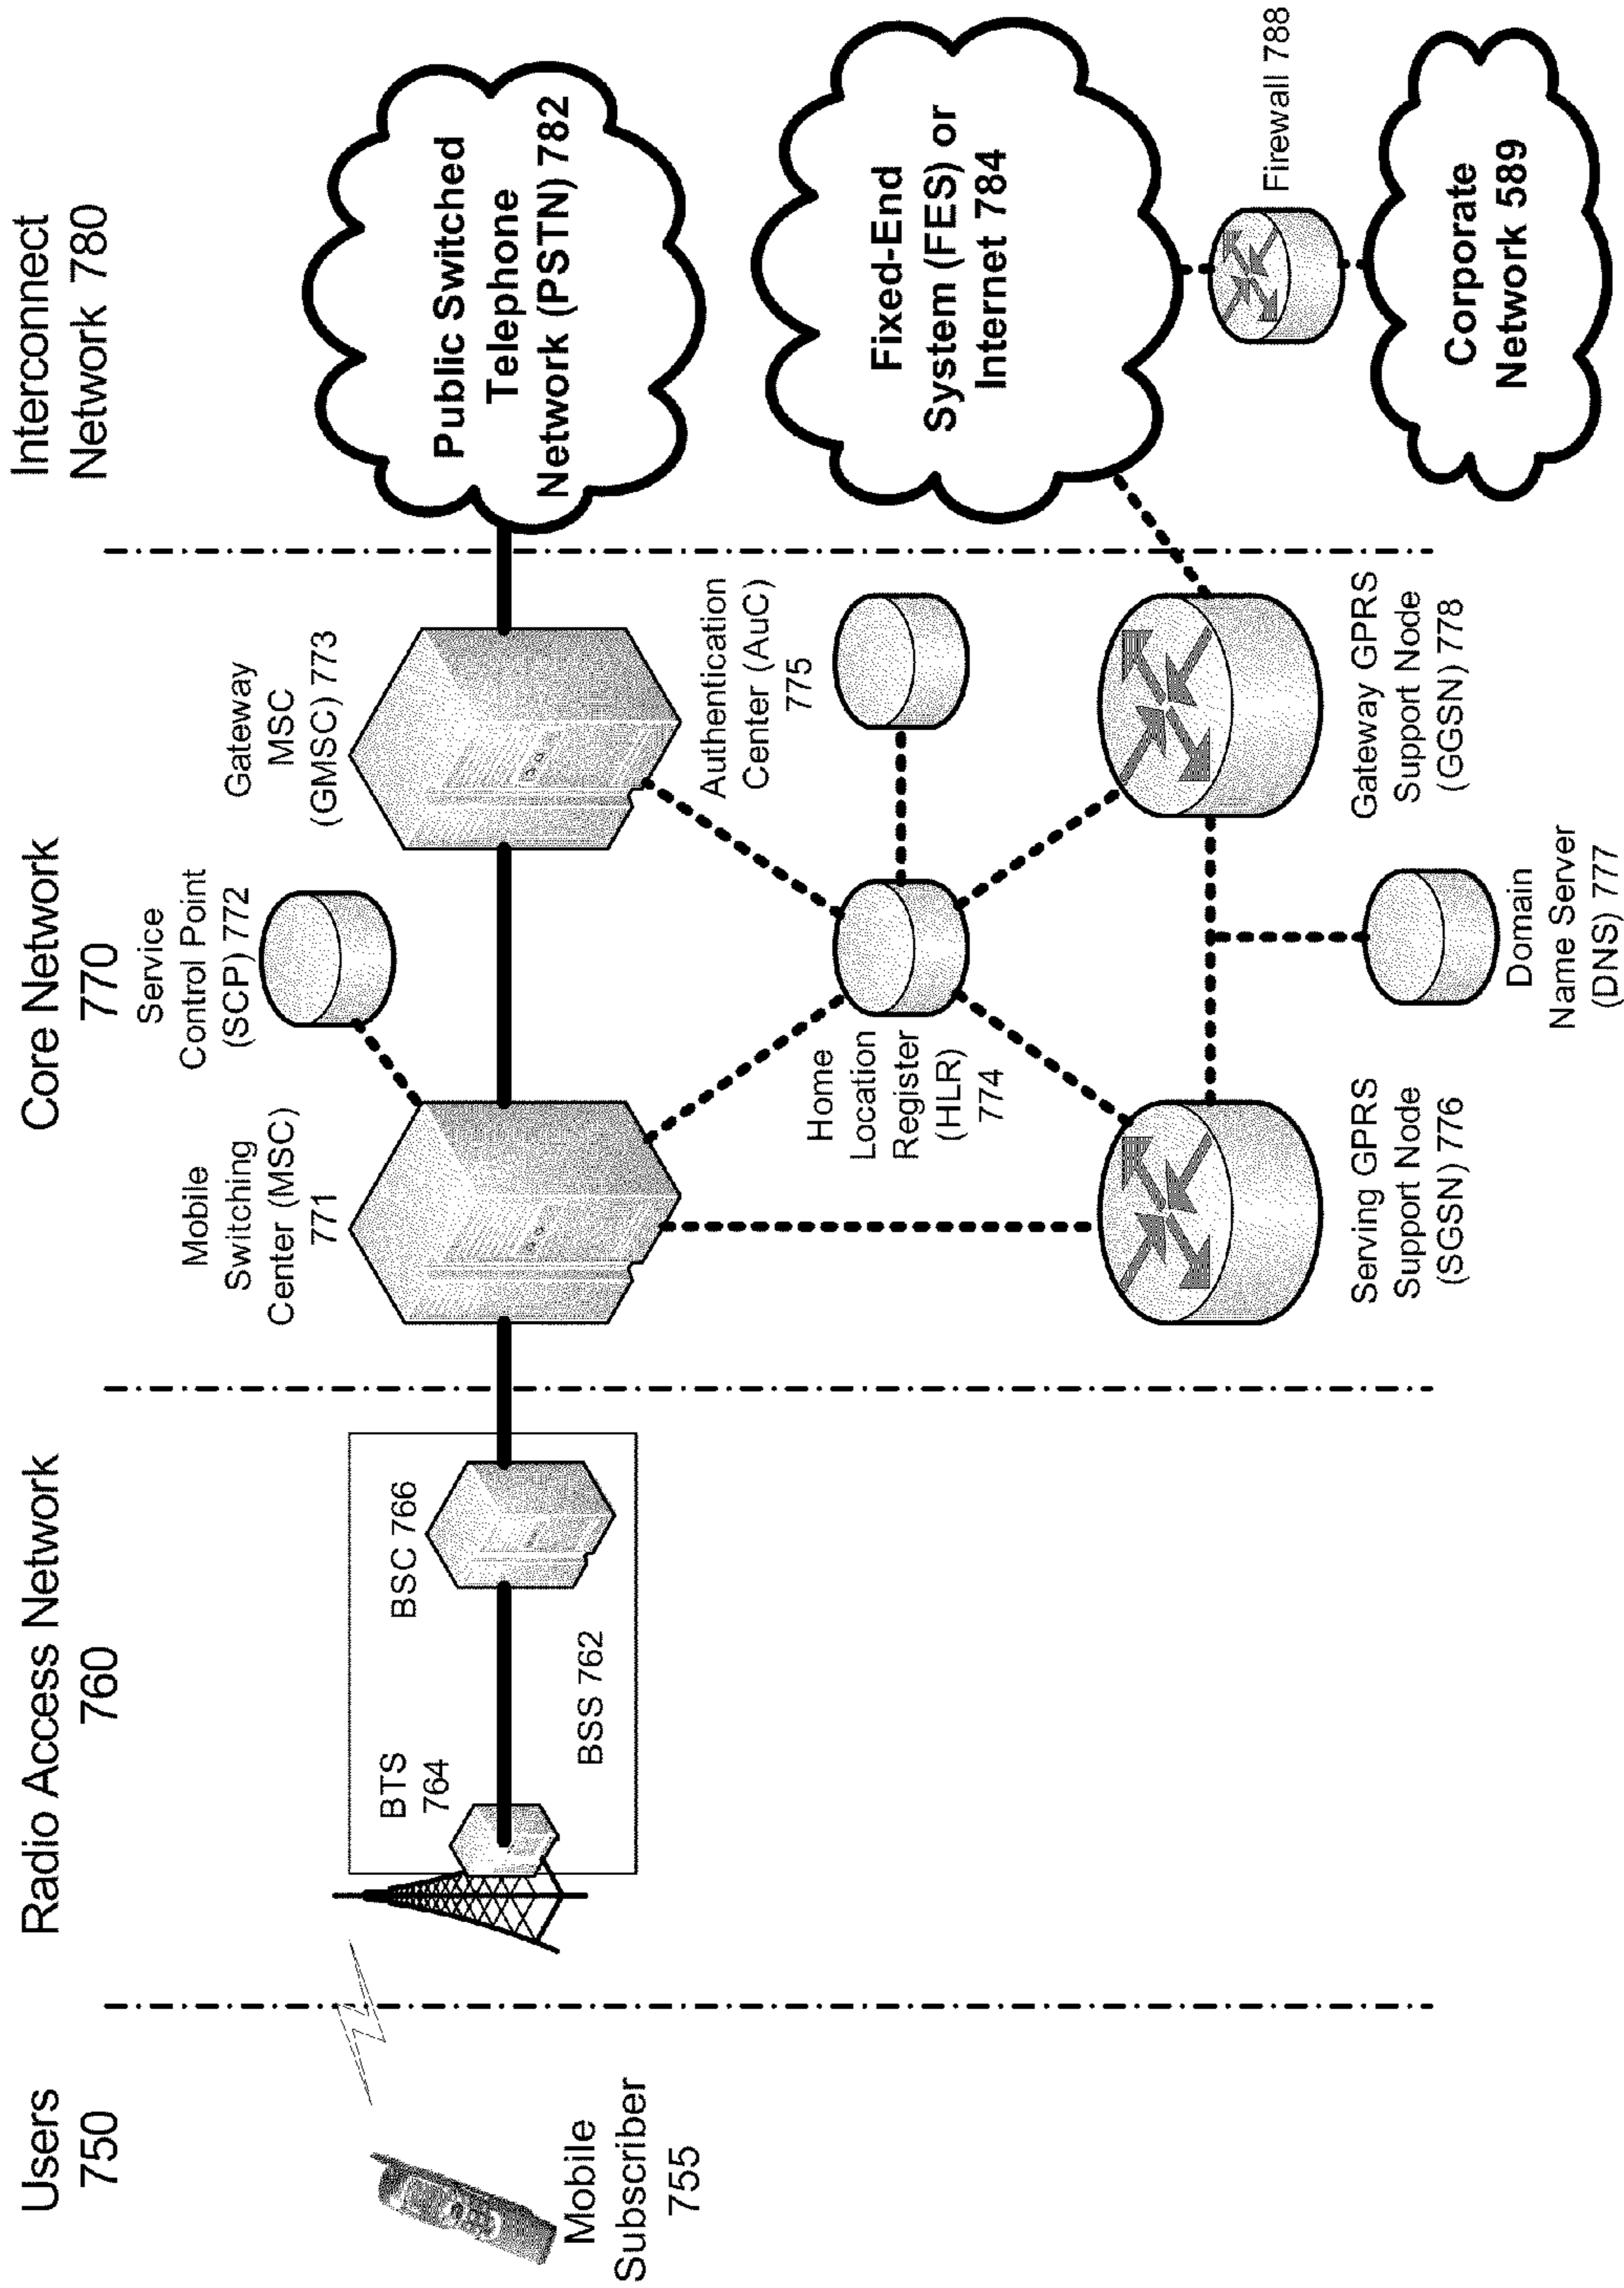 Users
750
Radio Access Network
760
Core Network
770
Interconnect
Network 780
Mobile
Subscriber
755
BTS
764
BSC 766
BSS 762
Mobile
Switching
Center (MSC)
771
Service
Control Point
(SCP) 772
Gateway
MSC
(GMSC) 773
Public Switched
Telephone
Network (PSTN) 782
Home
Location
Register
(HLR)
774
Authentication
Center (AuC)
775
Fixed-End
System (FES) or
Internet 784
Serving GPRS
Support Node
(SGSN) 776
Gateway GPRS
Support Node
(GGSN) 778
Domain
Name Server
(DNS) 777
Firewall 788
Corporate
Network 589